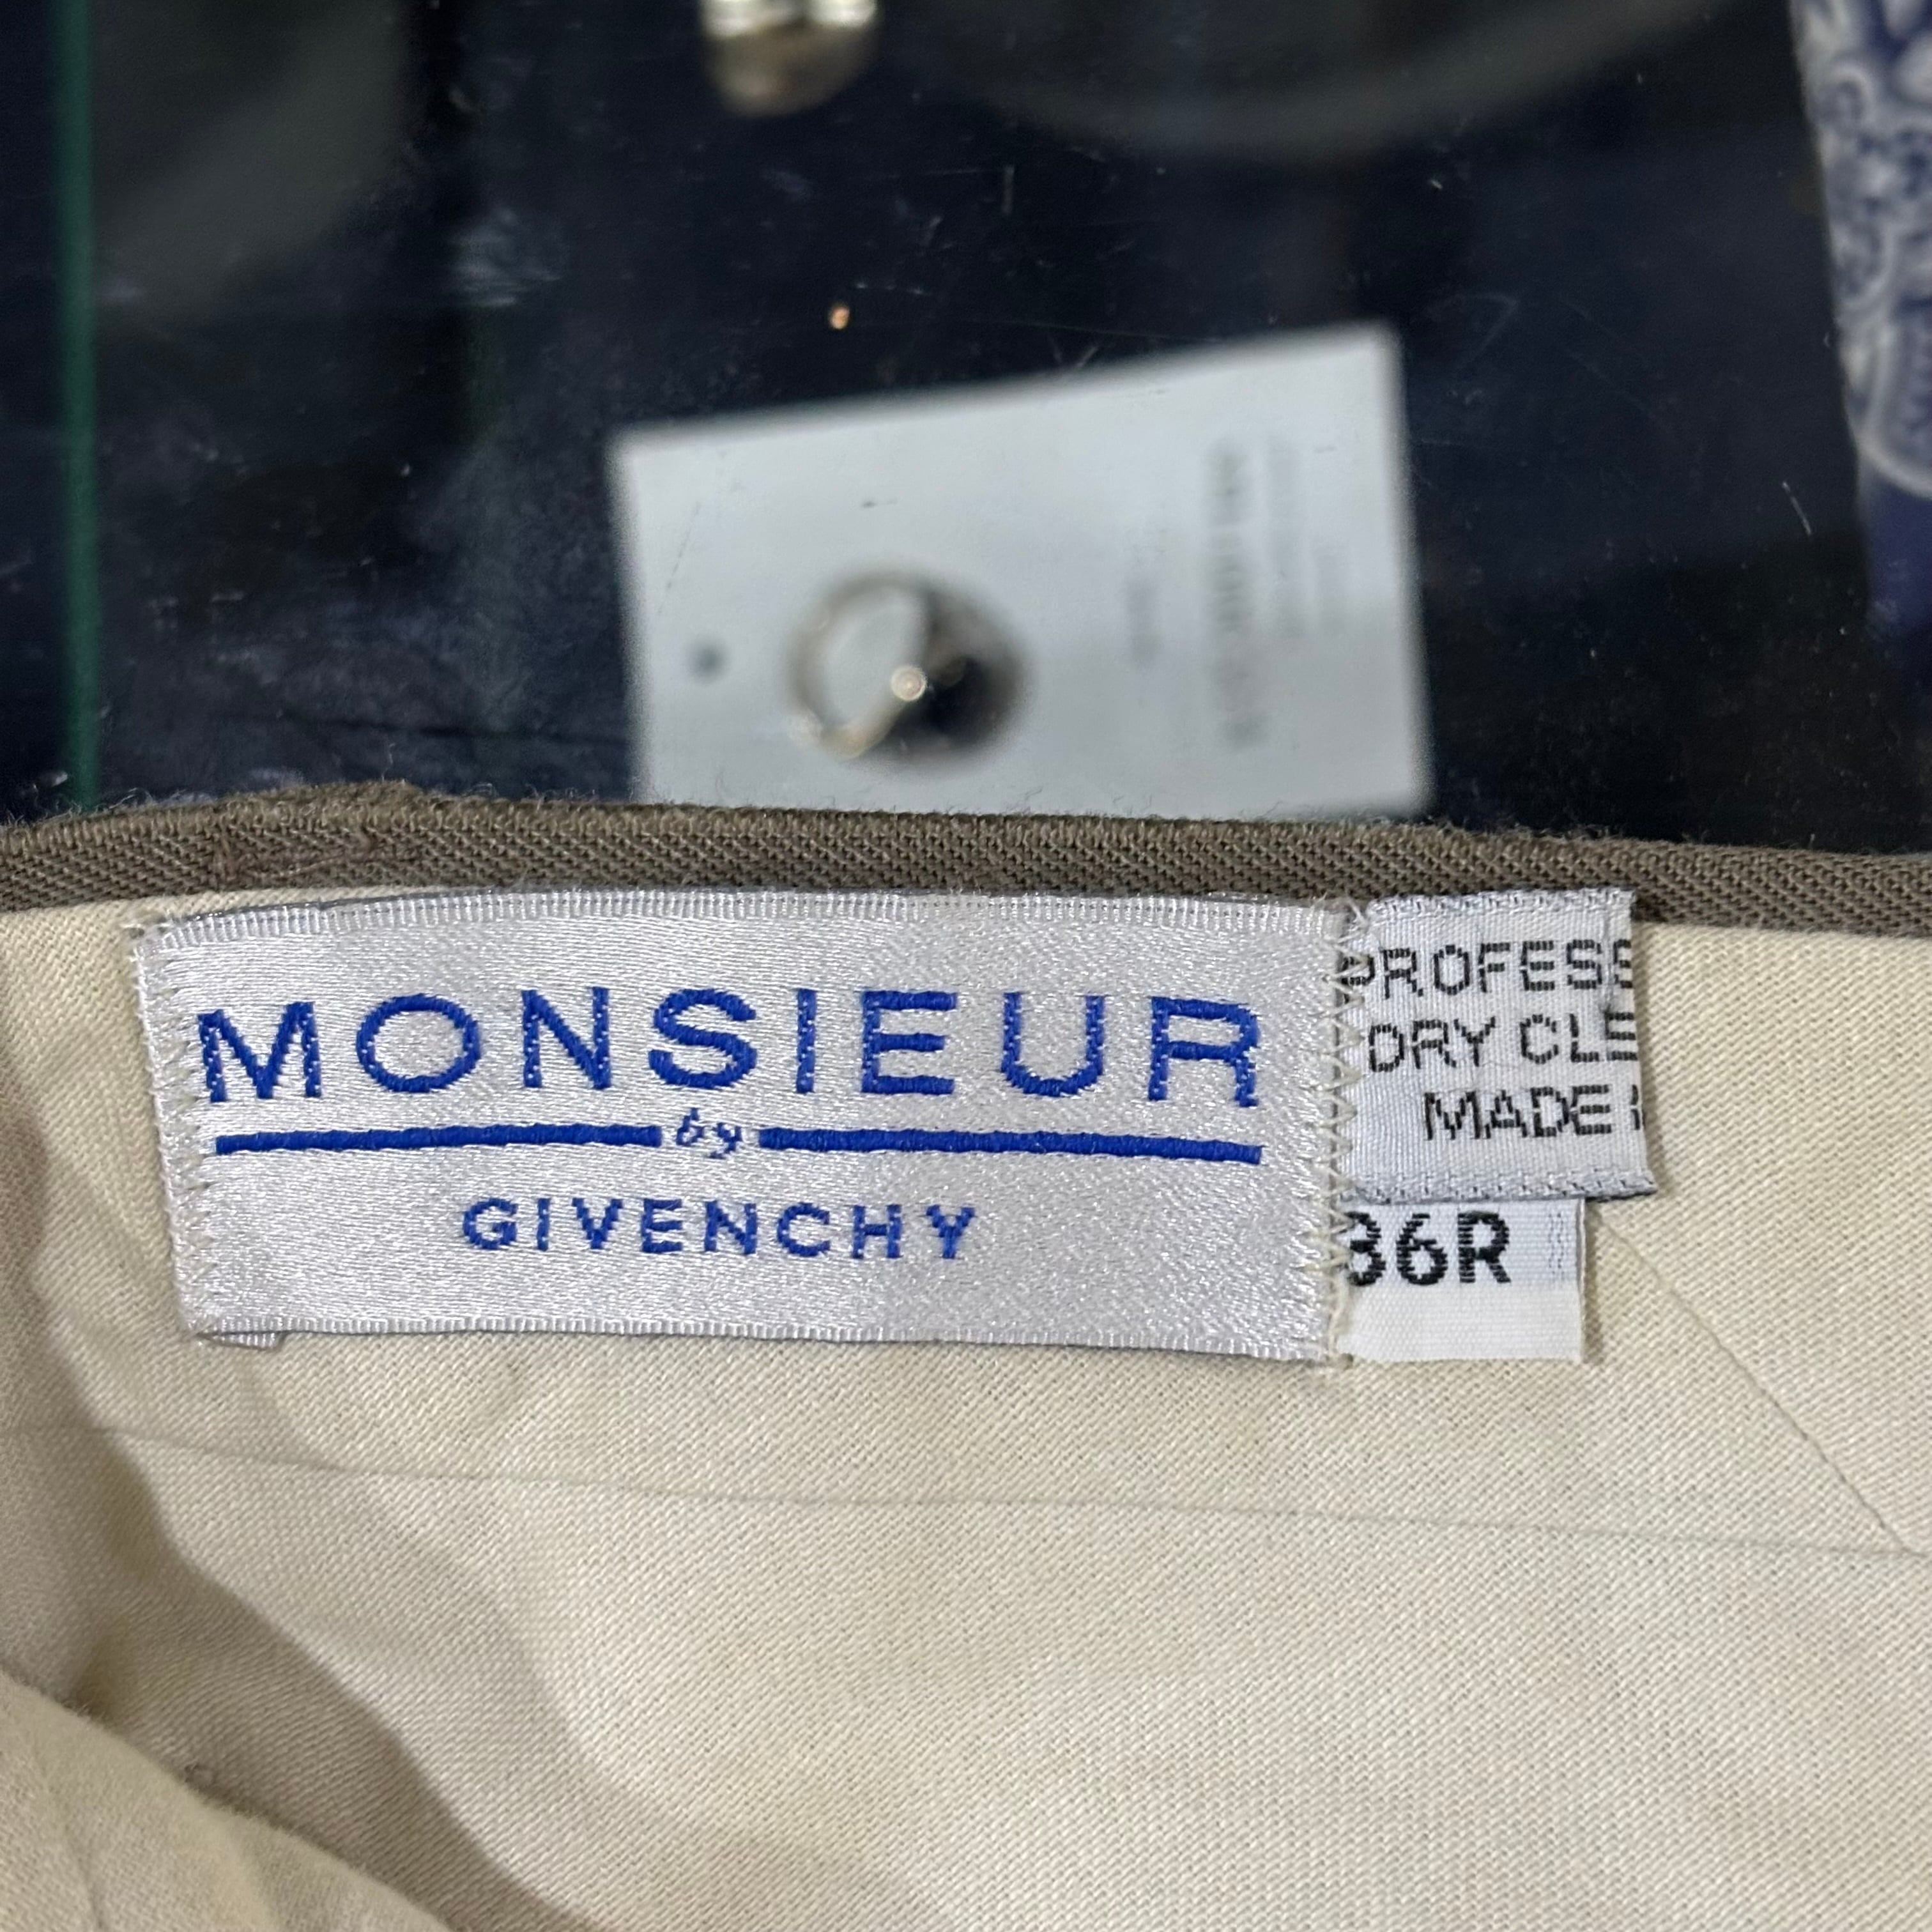 MONSIEUR
by
GIVENCHY
PROFESS
DRY CLE
MADE
36R